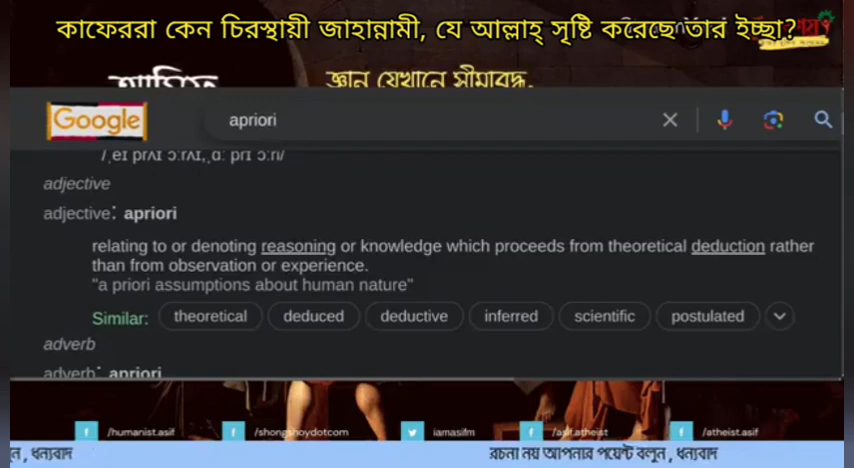 কাফেররা কেন চিরস্থায়ী জাহান্নামী, যে আল্লাহ্ সৃষ্টি করেছে তার ইচ্ছা?
জ্ঞান যেখানে সীমাবদ্ধ,
Google
apriori
adjective
adjective: apriori
relating to or denoting reasoning or knowledge which proceeds from theoretical deduction rather
than from observation or experience.
"a priori assumptions about human nature"
Similar: theoretical deduced deductive inferred scientific postulated
adverb
adverb: apriori
/humanist.asif /shongshoydotcom iamasifm /asif.atheist /atheist.asif
ন , ধন্যবাদ রচনা নয় আপনার পয়েন্ট বলুন , ধন্যবাদ